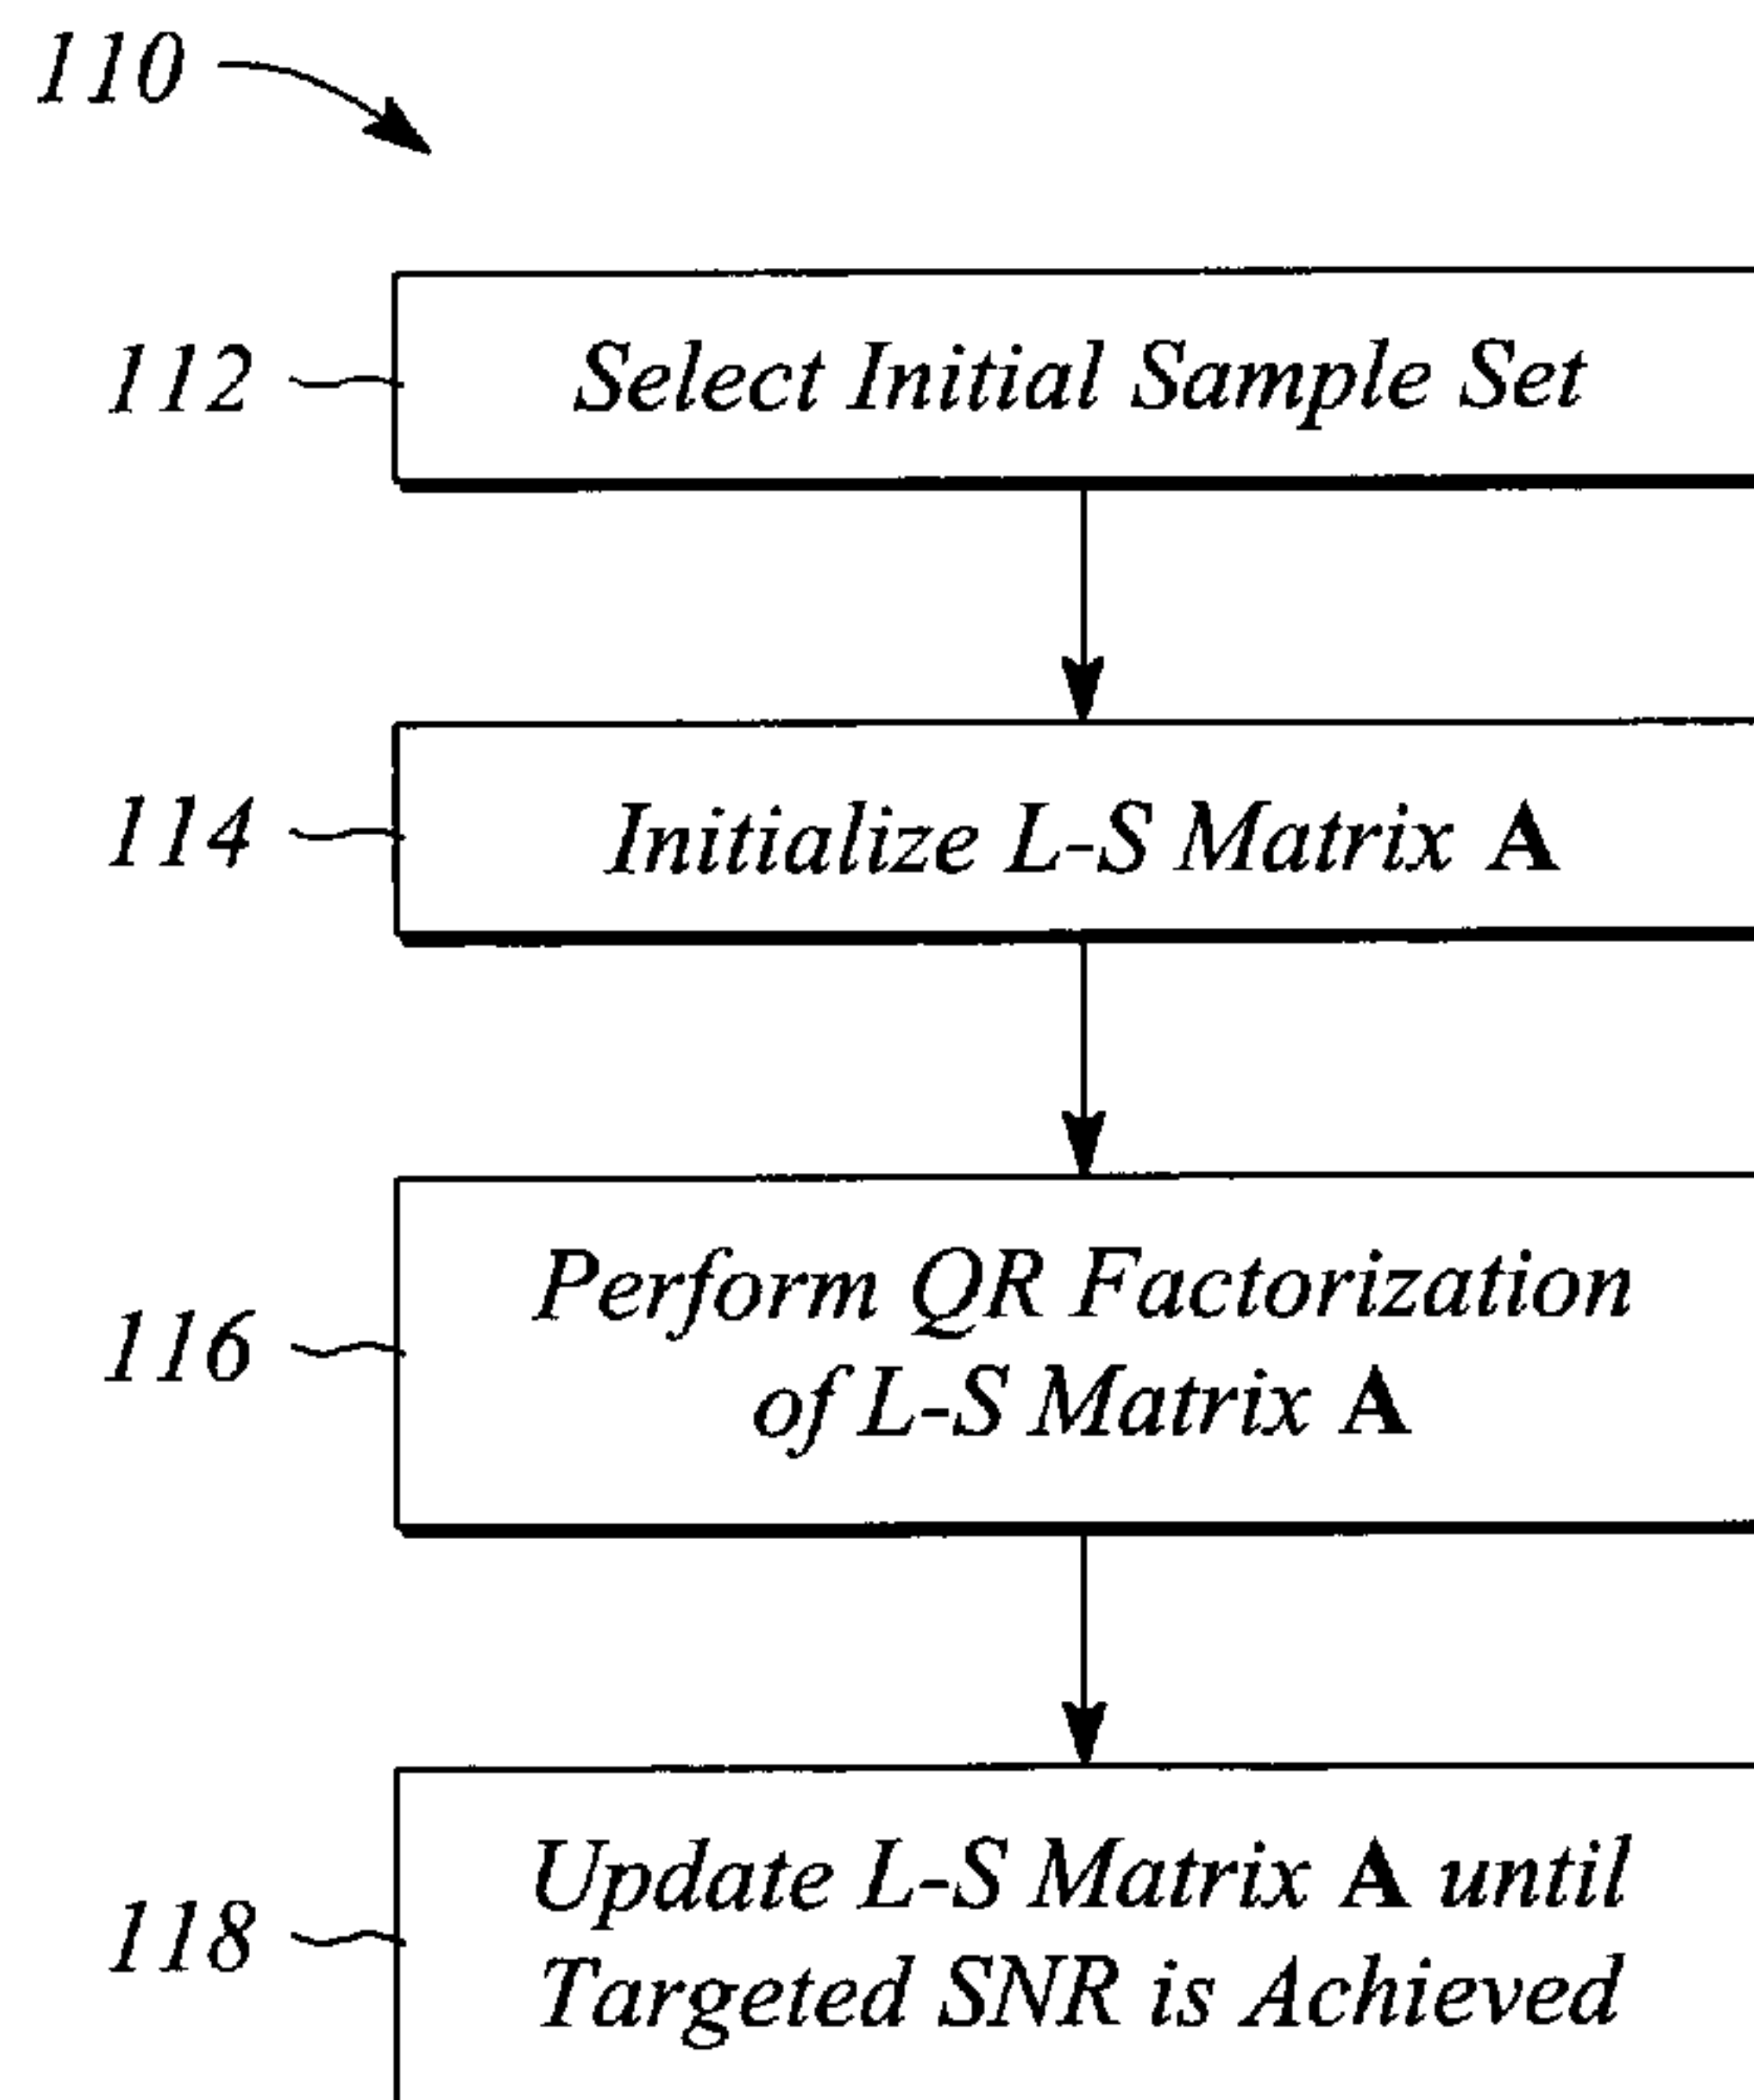 110
112
Select Initial Sample Set
114
Initialize L-S Matrix A
116
Perform QR Factorization
of L-S Matrix A
118
Update L-S Matrix A until
Targeted SNR is Achieved